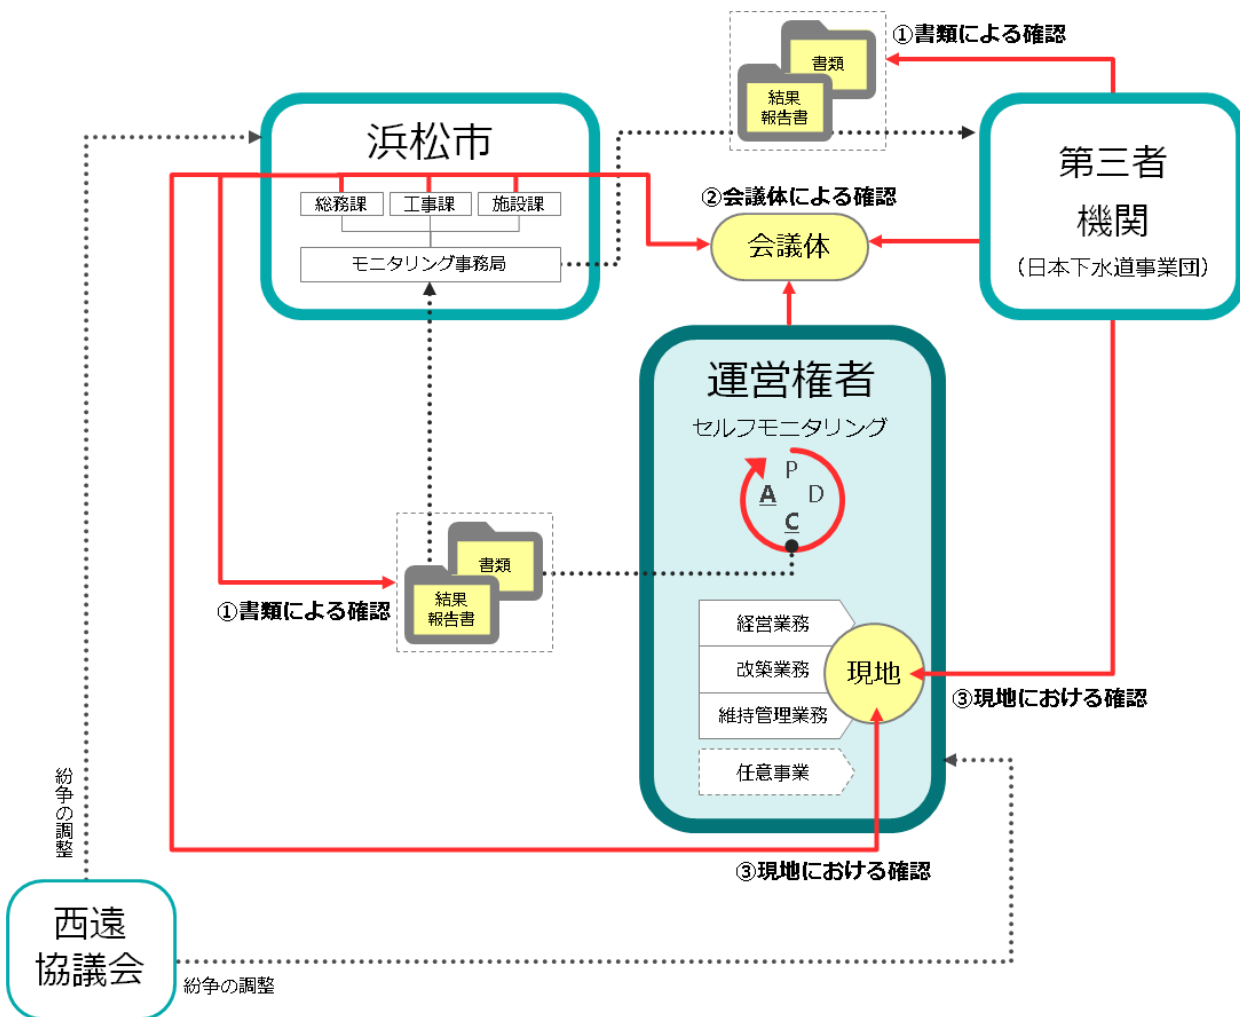 ①書類による確認
書類
結果
報告書
浜松市
総務課
工事課
施設課
モニタリング事務局
②会議体による確認
会議体
第三者
機関
（日本下水道事業団）
運営権者
セルフモニタリング
P
D
C
A
書類
結果
報告書
①書類による確認
経営業務
改築業務
維持管理業務
任意事業
現地
③現地における確認
③現地における確認
紛争の調整
西遠
協議会
紛争の調整